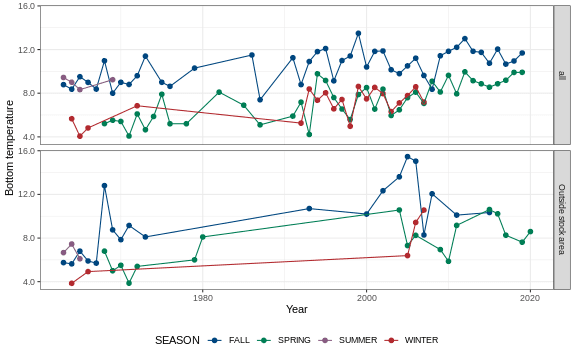 16.0
12.0
8.0
4.0
all
16.0
12.0
8.0
4.0
Outside stock area
Bottom temperature
1980
2000
2020
Year
SEASON FALL SPRING SUMMER WINTER